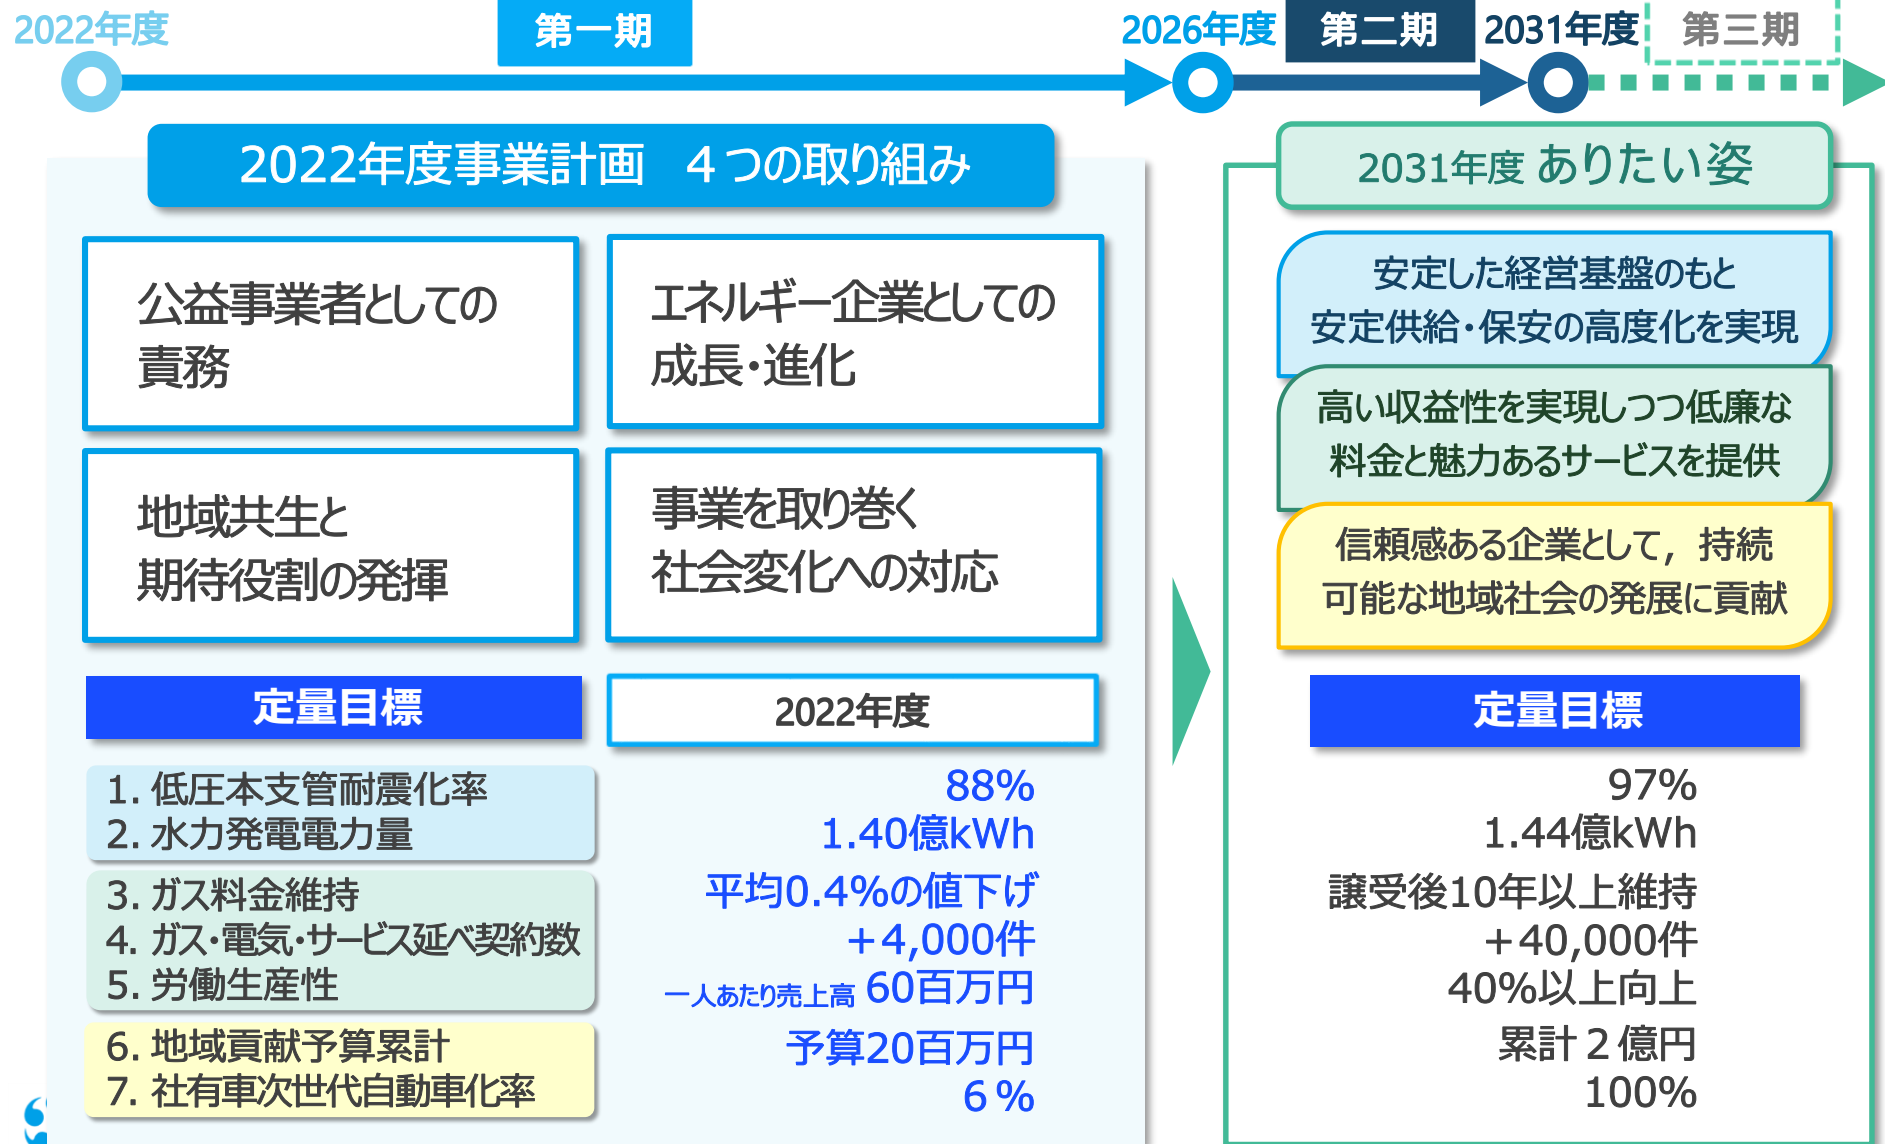 2022年度
第一期
2026年度
第二期
2031年度
第三期
2022年度事業計画　４つの取り組み
公益事業者としての
責務
エネルギー企業としての
成長・進化
地域共生と
期待役割の発揮
事業を取り巻く
社会変化への対応
定量目標
2022年度
1. 低圧本支管耐震化率
88%
2. 水力発電電力量
1.40億kWh
3. ガス料金維持
平均0.4%の値下げ
4. ガス・電気・サービス延べ契約数
+4,000件
5. 労働生産性
一人あたり売上高 60百万円
6. 地域貢献予算累計
予算20百万円
7. 社有車次世代自動車化率
６％
2031年度 ありたい姿
安定した経営基盤のもと
安定供給・保安の高度化を実現
高い収益性を実現しつつ低廉な
料金と魅力あるサービスを提供
信頼感ある企業として，持続
可能な地域社会の発展に貢献
定量目標
97%
1.44億kWh
譲受後10年以上維持
+40,000件
40%以上向上
累計２億円
100%